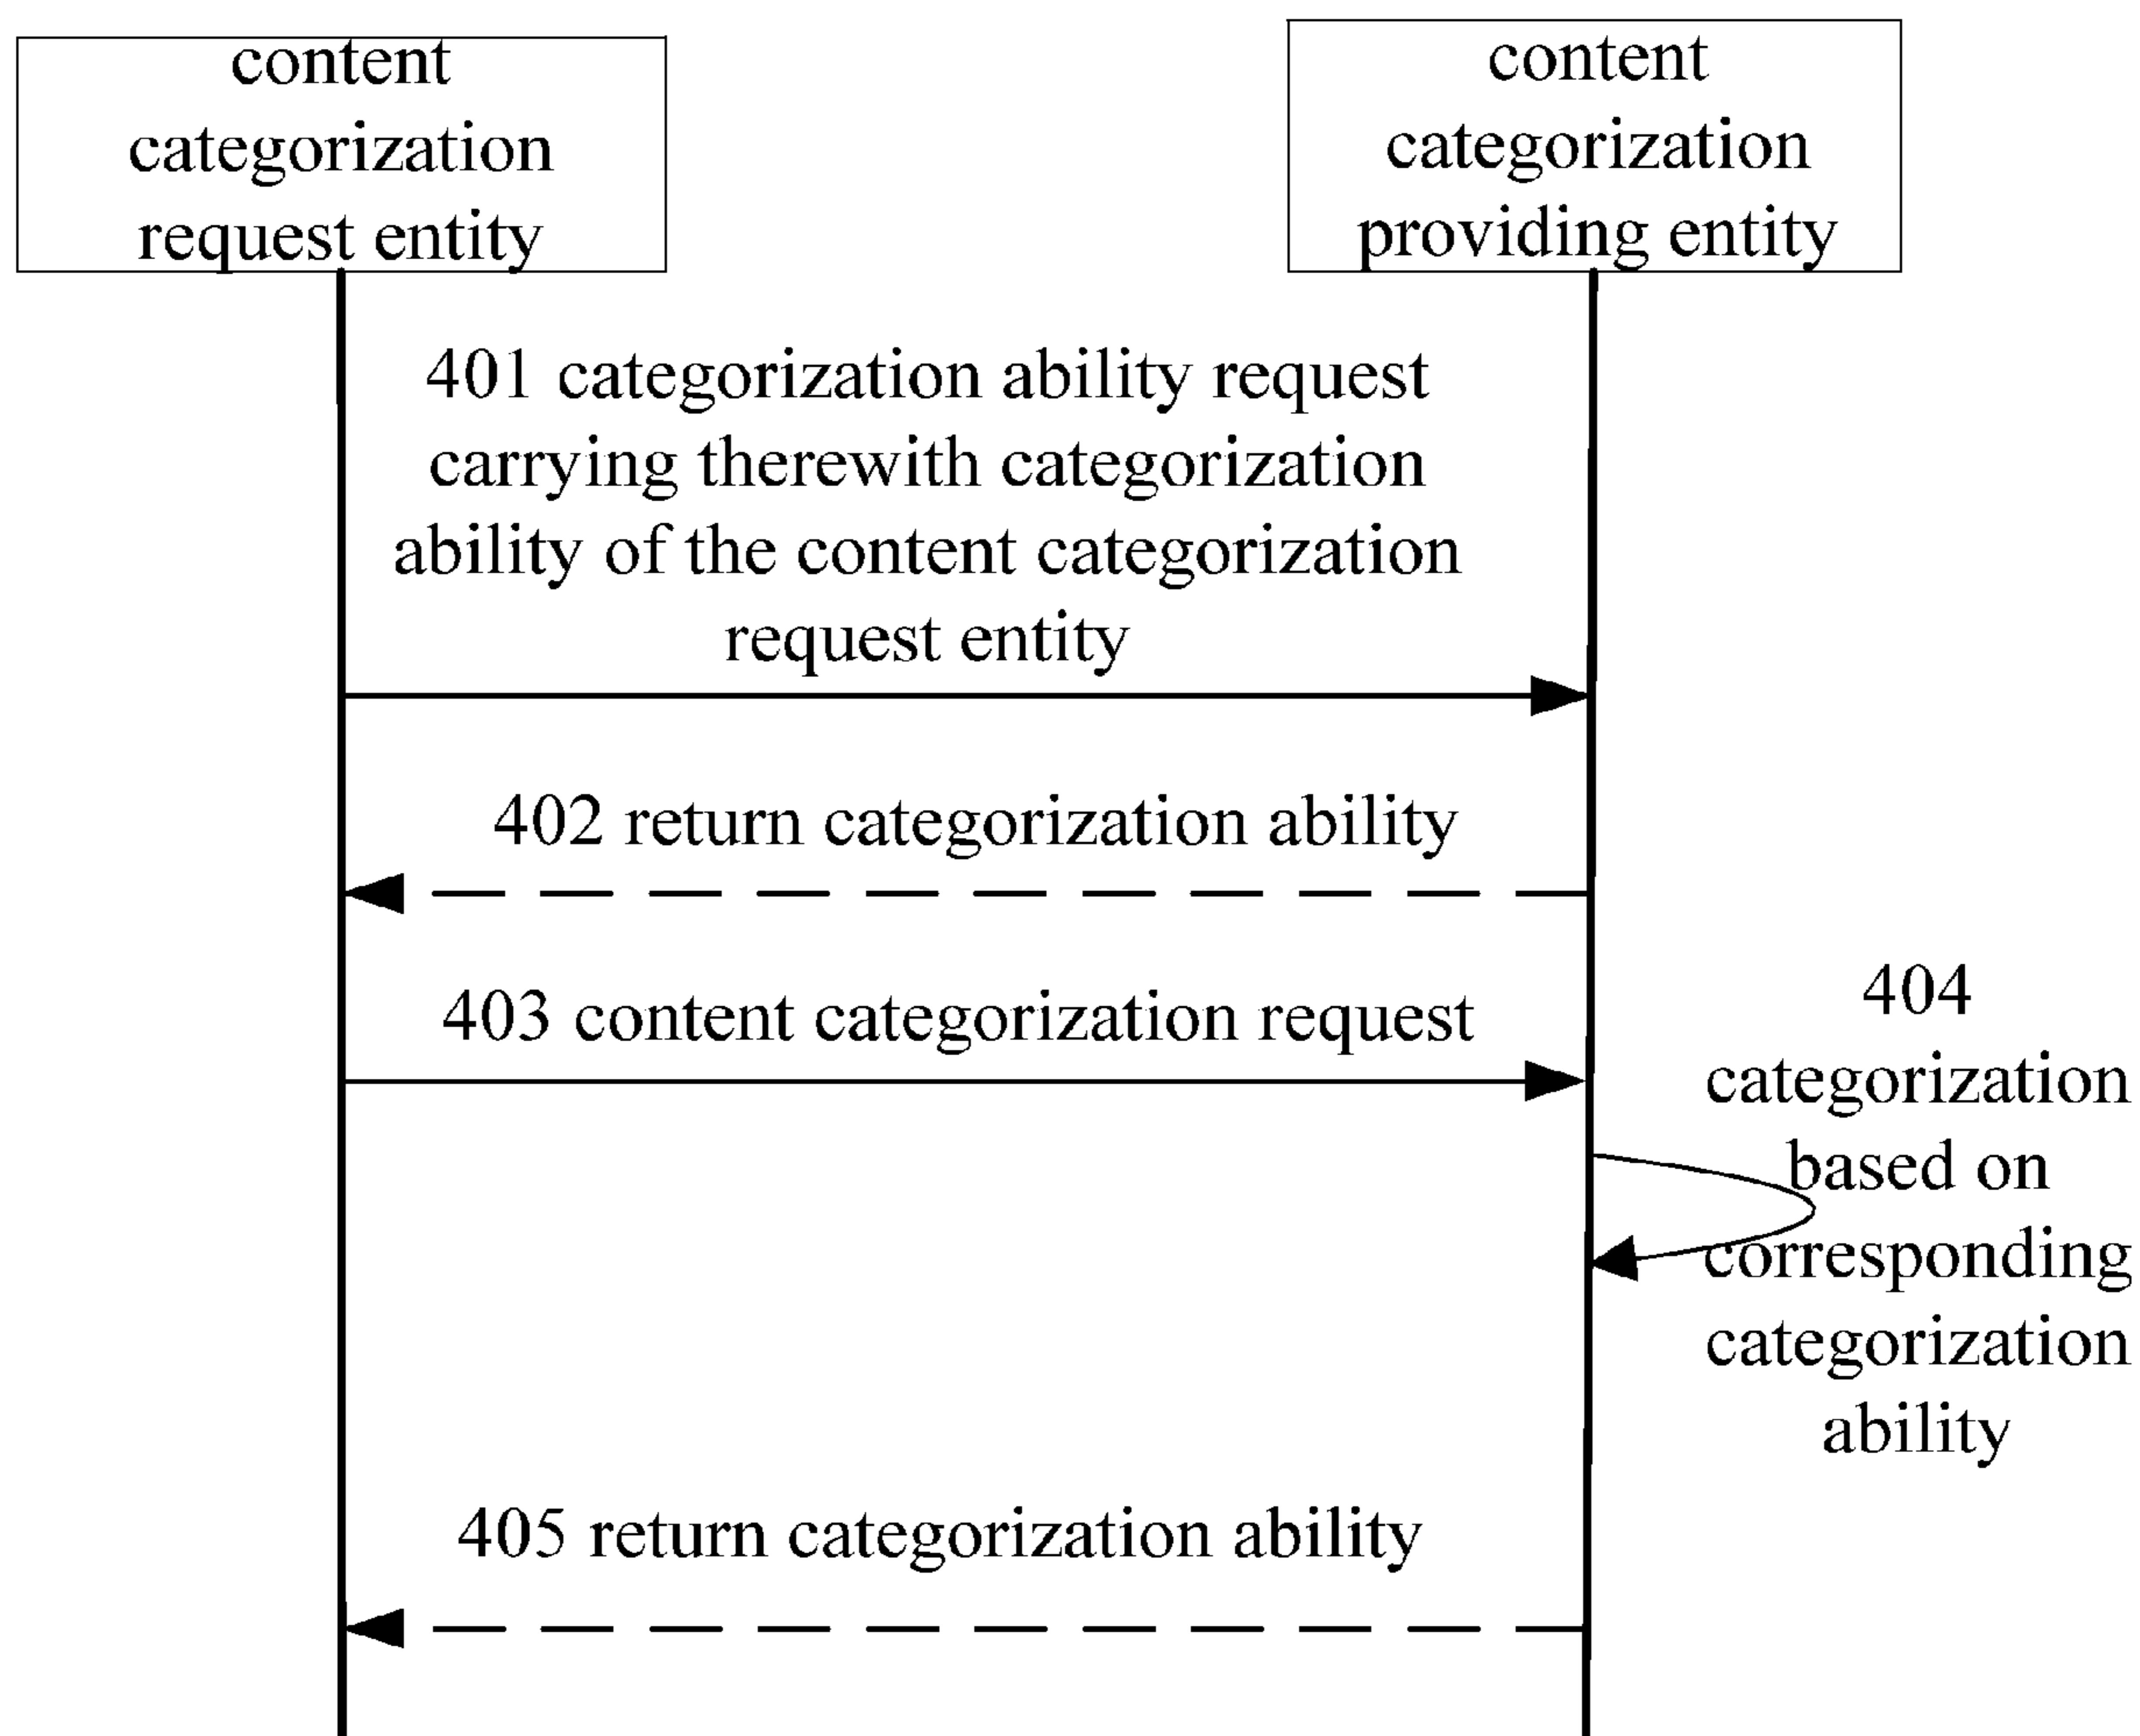 content
categorization
request entity
content
categorization
providing entity
401 categorization ability request
carrying therewith categorization
ability of the content categorization
request entity
402 return categorization ability
403 content categorization request
404
categorization
based on
corresponding
categorization
ability
405 return categorization ability